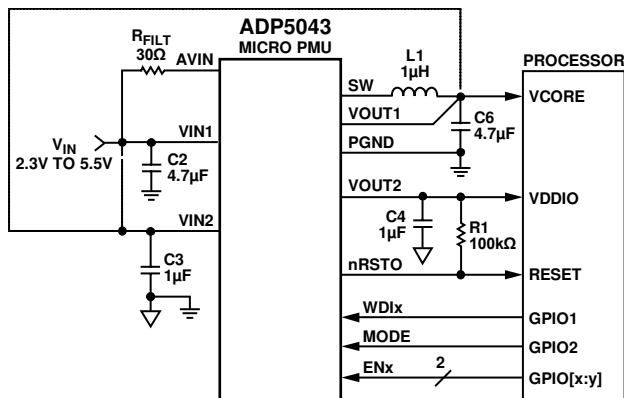 ADP5043
MICRO PMU
PROCESSOR
RFILT
30Ω
AVIN
L1
1µH
SW
VCORE
VOUT1
C6
4.7µF
VIN
2.3V TO 5.5V
VIN1
PGND
C2
4.7µF
VOUT2
VDDIO
VIN2
C4
1µF
R1
100kΩ
C3
1µF
nRSTO
RESET
WDIx
GPIO1
MODE
GPIO2
ENx
2
GPIO[x:y]